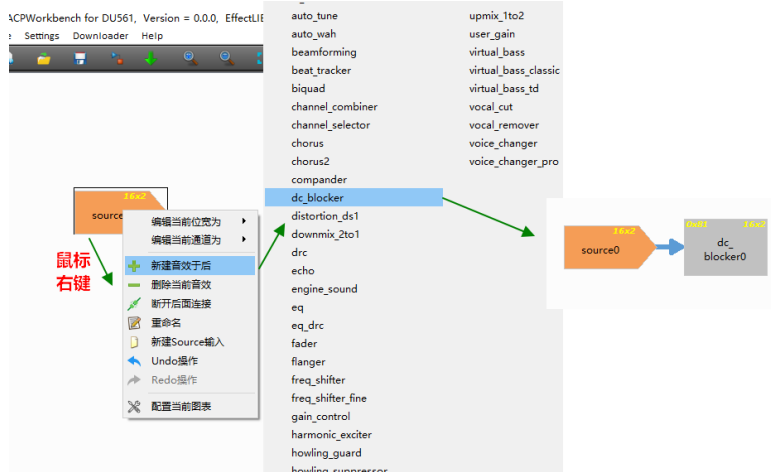 ACPWorkbench for DU561, Version = 0.0.0, EffectLIE
Settings Downloader Help
16x2
source
鼠标
右键
编辑当前位宽为
编辑当前通道为
新建音效于后
删除当前音效
断开后面连接
重命名
新建Source输入
Undo操作
Redo操作
配置当前图表
auto_tune
auto_wah
beamforming
beat_tracker
biquad
channel_combiner
channel_selector
chorus
chorus2
compander
dc_blocker
distortion_ds1
downmix_2to1
drc
echo
engine_sound
eq
eq_drc
fader
flanger
freq_shifter
freq_shifter_fine
gain_control
harmonic_exciter
howling_guard
howling_suppressor
upmix_1to2
user_gain
virtual_bass
virtual_bass_classic
virtual_bass_td
vocal_cut
vocal_remover
voice_changer
voice_changer_pro
16x2
source0
0xB1 16x2
dc_
blocker0